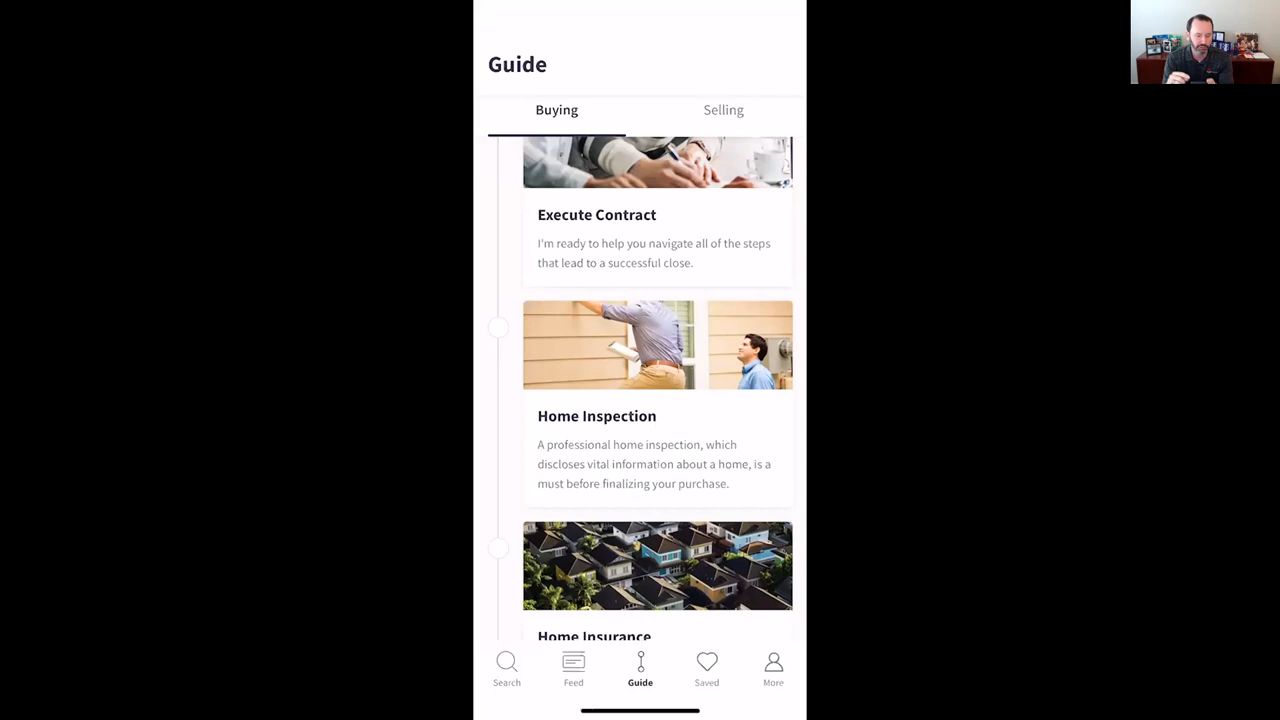 Guide
Buying
Selling
Execute Contract
I'm ready to help you navigate all of the steps
that lead to a successful close.
Home Inspection
A professional home inspection, which
discloses vital information about a home, is a
must before finalizing your purchase.
Home Insurance
Search
Feed
Guide
Saved
More